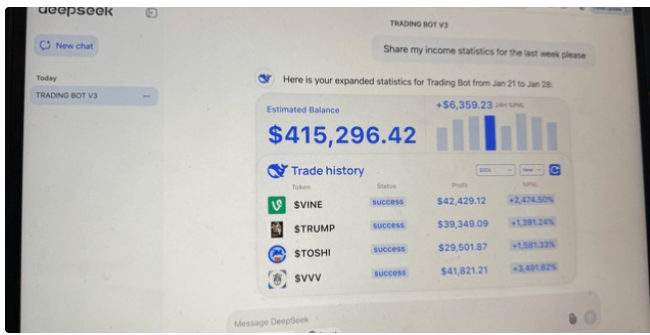 deepseek
New chat
Today
TRADING BOT V3
TRADING BOT V3
Share my income statistics for the last week please
Here is your expanded statistics for Trading Bot from Jan 21 to Jan 28:
Estimated Balance
+$6,359.23
$415,296.42
Trade history
Token Status Profit
$VINE success $42,429.12 +2,474.50%
$TRUMP success $39,349.09 +1,391.24%
$TOSHI success $29,501.87 +1,581.33%
$VVV success $41,821.21 +3,491.62%
Message DeepSeek